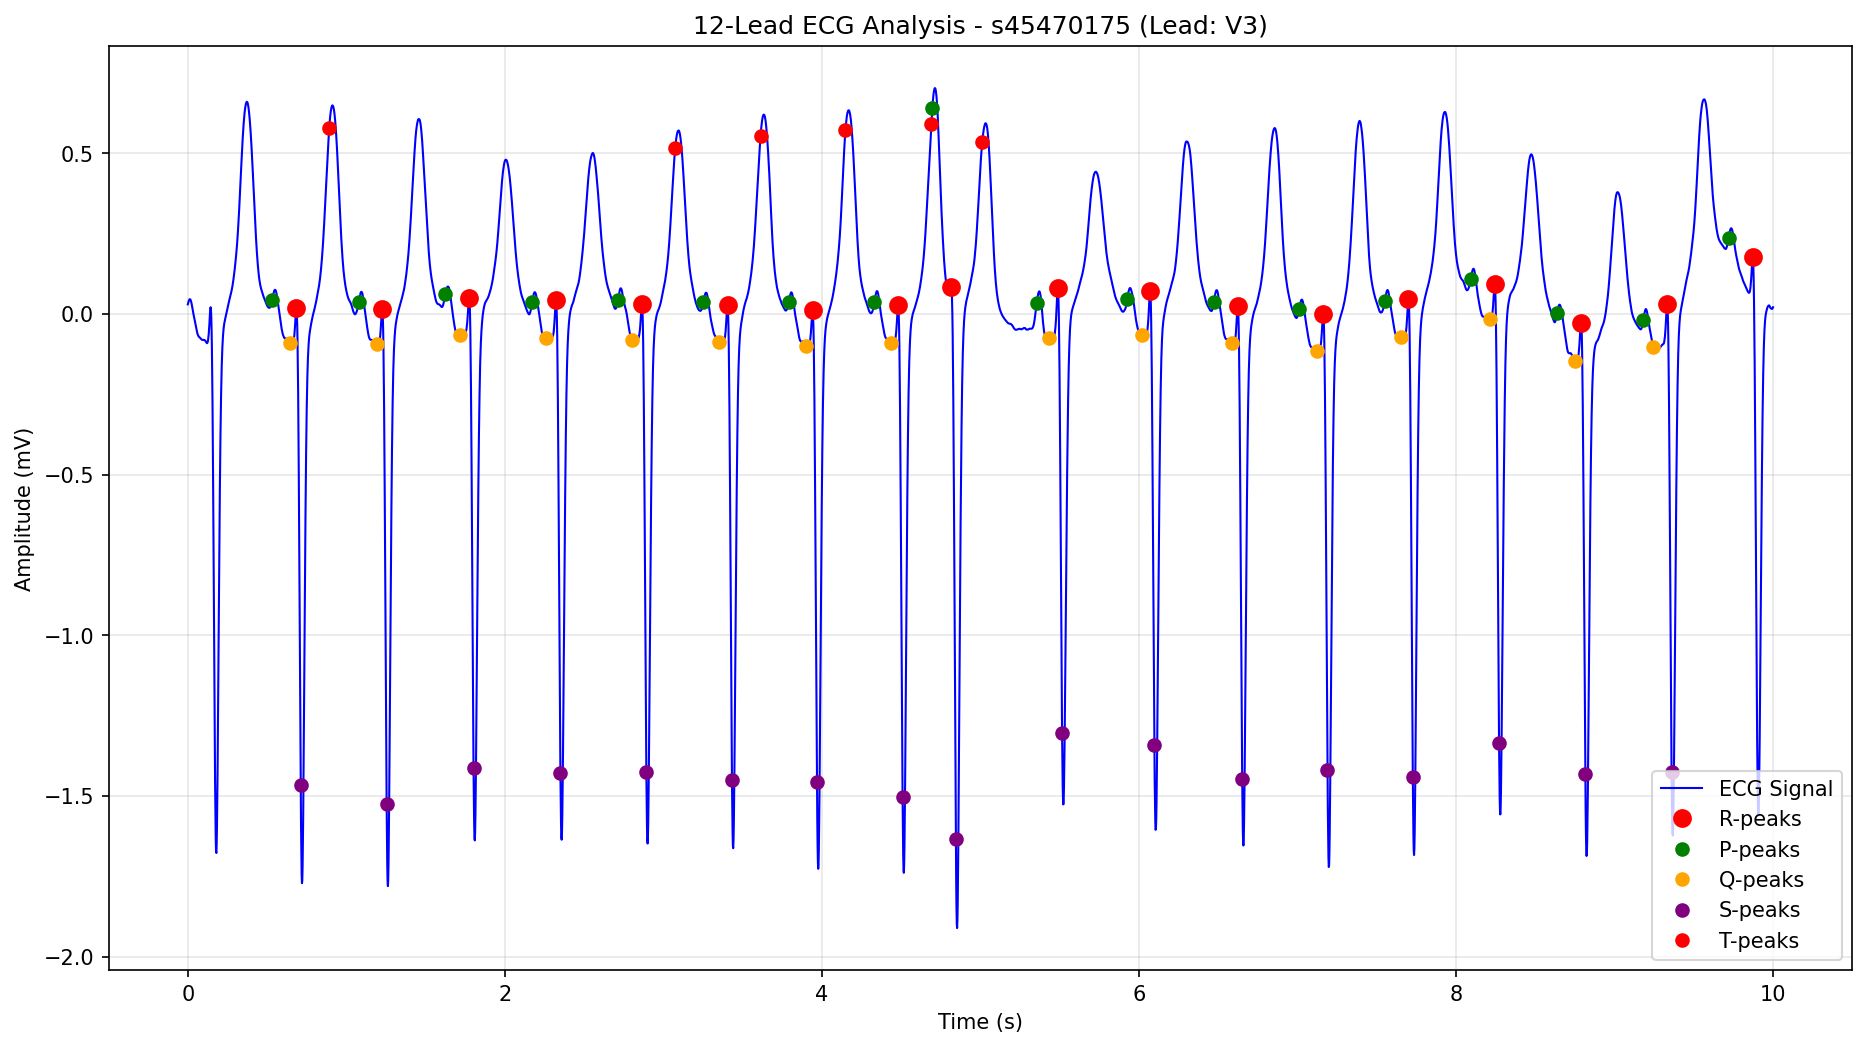 12-Lead ECG Analysis - s45470175 (Lead: V3)
Amplitude (mV)
0.5
0.0
−0.5
−1.0
−1.5
−2.0
0 2 4 6 8 10
Time (s)
ECG Signal
R-peaks
P-peaks
Q-peaks
S-peaks
T-peaks